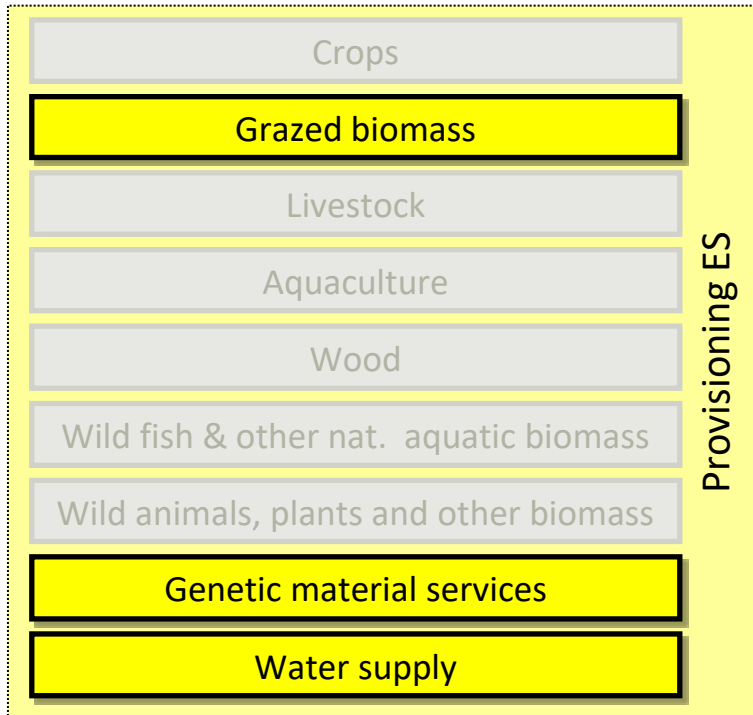 Crops
Grazed biomass
Livestock
Aquaculture
Wood
Wild fish & other nat.  aquatic biomass
Wild animals, plants and other biomass
Genetic material services
Water supply
Provisioning ES